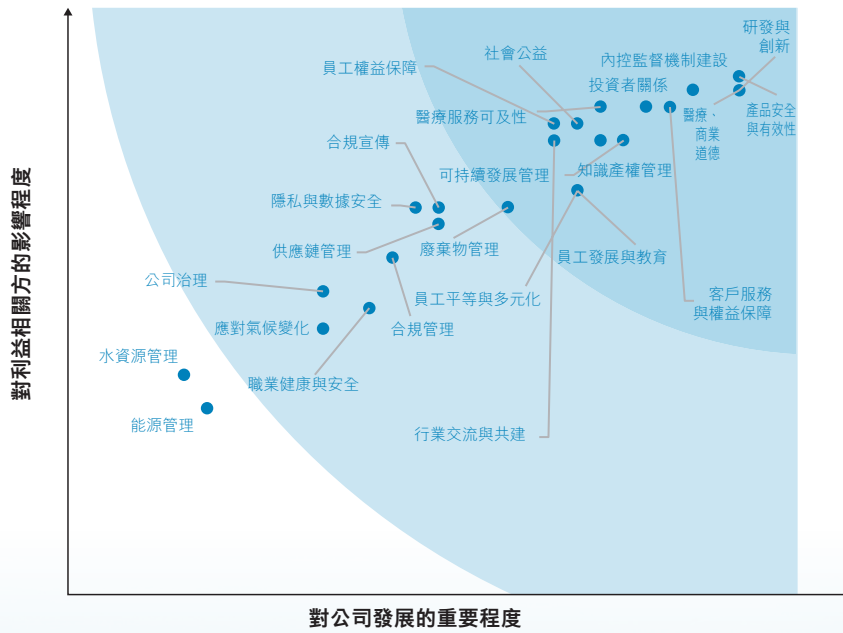 研發與
創新
社會公益
內控監督機制建設
員工權益保障
投資者關係
醫療服務可及性
醫療、
商業
道德
產品安全
與有效性
合規宣傳
可持續發展管理
知識產權管理
隱私與數據安全
供應鏈管理
廢棄物管理
員工發展與教育
公司治理
員工平等與多元化
客戶服務
與權益保障
應對氣候變化
合規管理
水資源管理
職業健康與安全
能源管理
行業交流與共建
對利益相關方的影響程度
對公司發展的重要程度